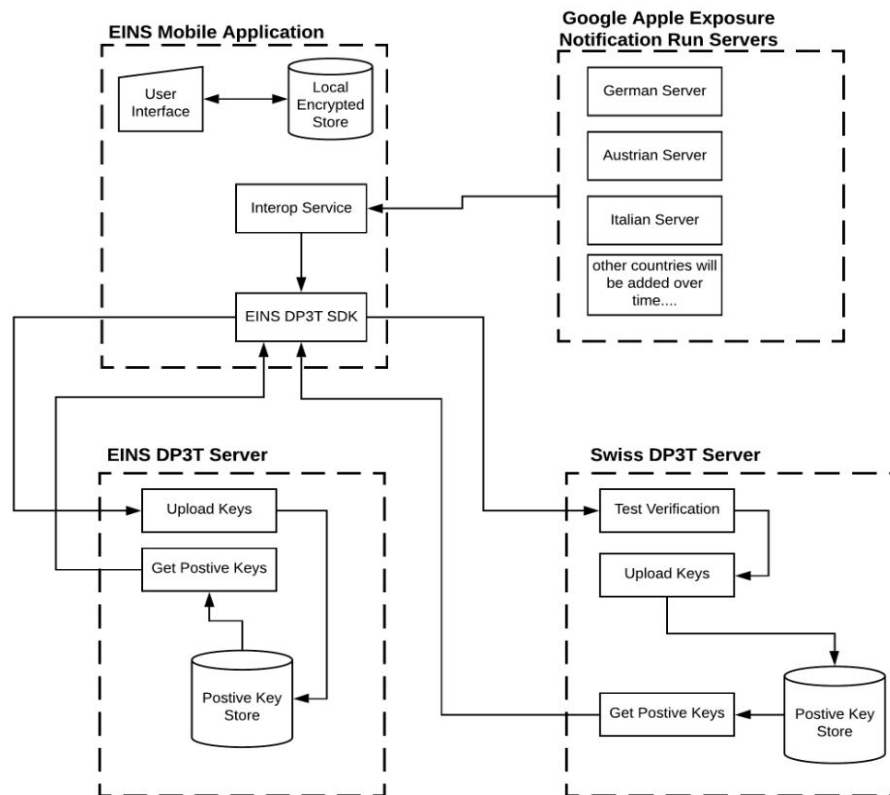 EINS Mobile Application
User
Interface
Local
Encrypted
Store
Interop Service
EINS DP3T SDK
Google Apple Exposure
Notification Run Servers
German Server
Austrian Server
Italian Server
other countries will
be added over
time....
EINS DP3T Server
Upload Keys
Get Postive Keys
Postive Key
Store
Swiss DP3T Server
Test Verification
Upload Keys
Get Postive Keys
Postive Key
Store